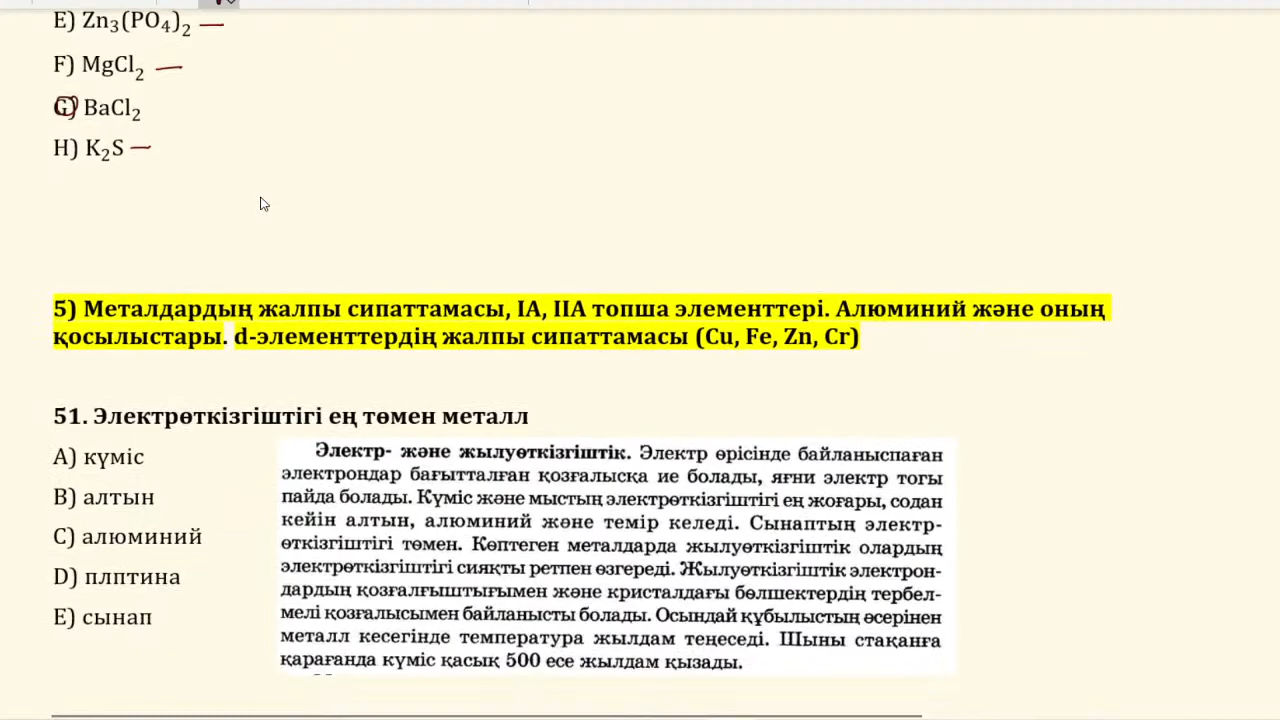 E) Zn₃(PO₄)₂
F) MgCl₂
G) BaCl₂
H) K₂S
5) Металдардың жалпы сипаттамасы, IA, IIA топша элементтері. Алюминий және оның
қосылыстары. d-элементтердің жалпы сипаттамасы (Cu, Fe, Zn, Cr)
51. Электрөткізгіштігі ең төмен металл
A) күміс
B) алтын
C) алюминий
D) плптина
E) сынап
Электр- және жылуөткізгіштік. Электр өрісінде байланыспаған
электрондар бағытталған қозғалысқа ие болады, яғни электр тогы
пайда болады. Күміс және мыстың электрөткізгіштігі ең жоғары, содан
кейін алтын, алюминий және темір келеді. Сынаптың электр-
өткізгіштігі төмен. Көптеген металдарда жылуөткізгіштік олардың
электрөткізгіштігі сияқты ретпен өзгереді. Жылуөткізгіштік электрон-
дардың қозғалғыштығымен және кристалдағы бөлшектердің тербел-
мелі қозғалысымен байланысты болады. Осындай құбылыстың әсерінен
металл кесегінде температура жылдам теңеседі. Шыны стақанға
қарағанда күміс қасық 500 есе жылдам қызады.